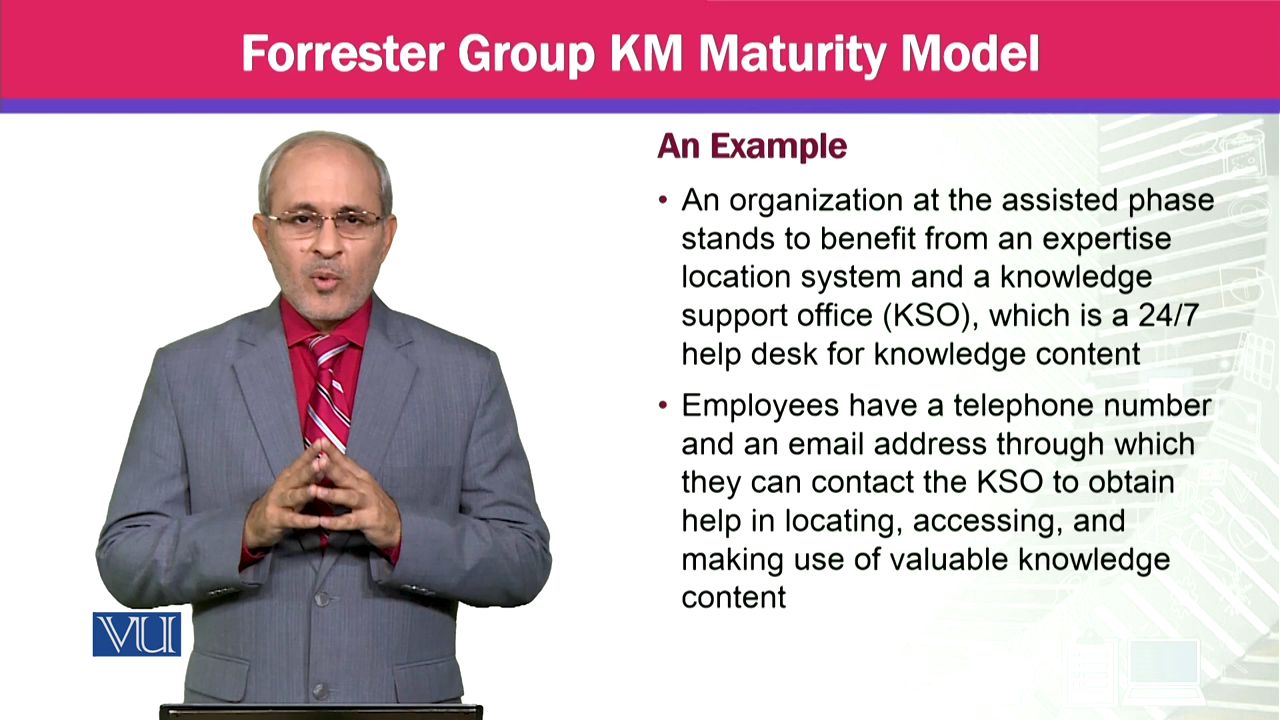 Forrester Group KM Maturity Model
An Example
• An organization at the assisted phase
stands to benefit from an expertise
location system and a knowledge
support office (KSO), which is a 24/7
help desk for knowledge content
• Employees have a telephone number
and an email address through which
they can contact the KSO to obtain
help in locating, accessing, and
making use of valuable knowledge
content
VU